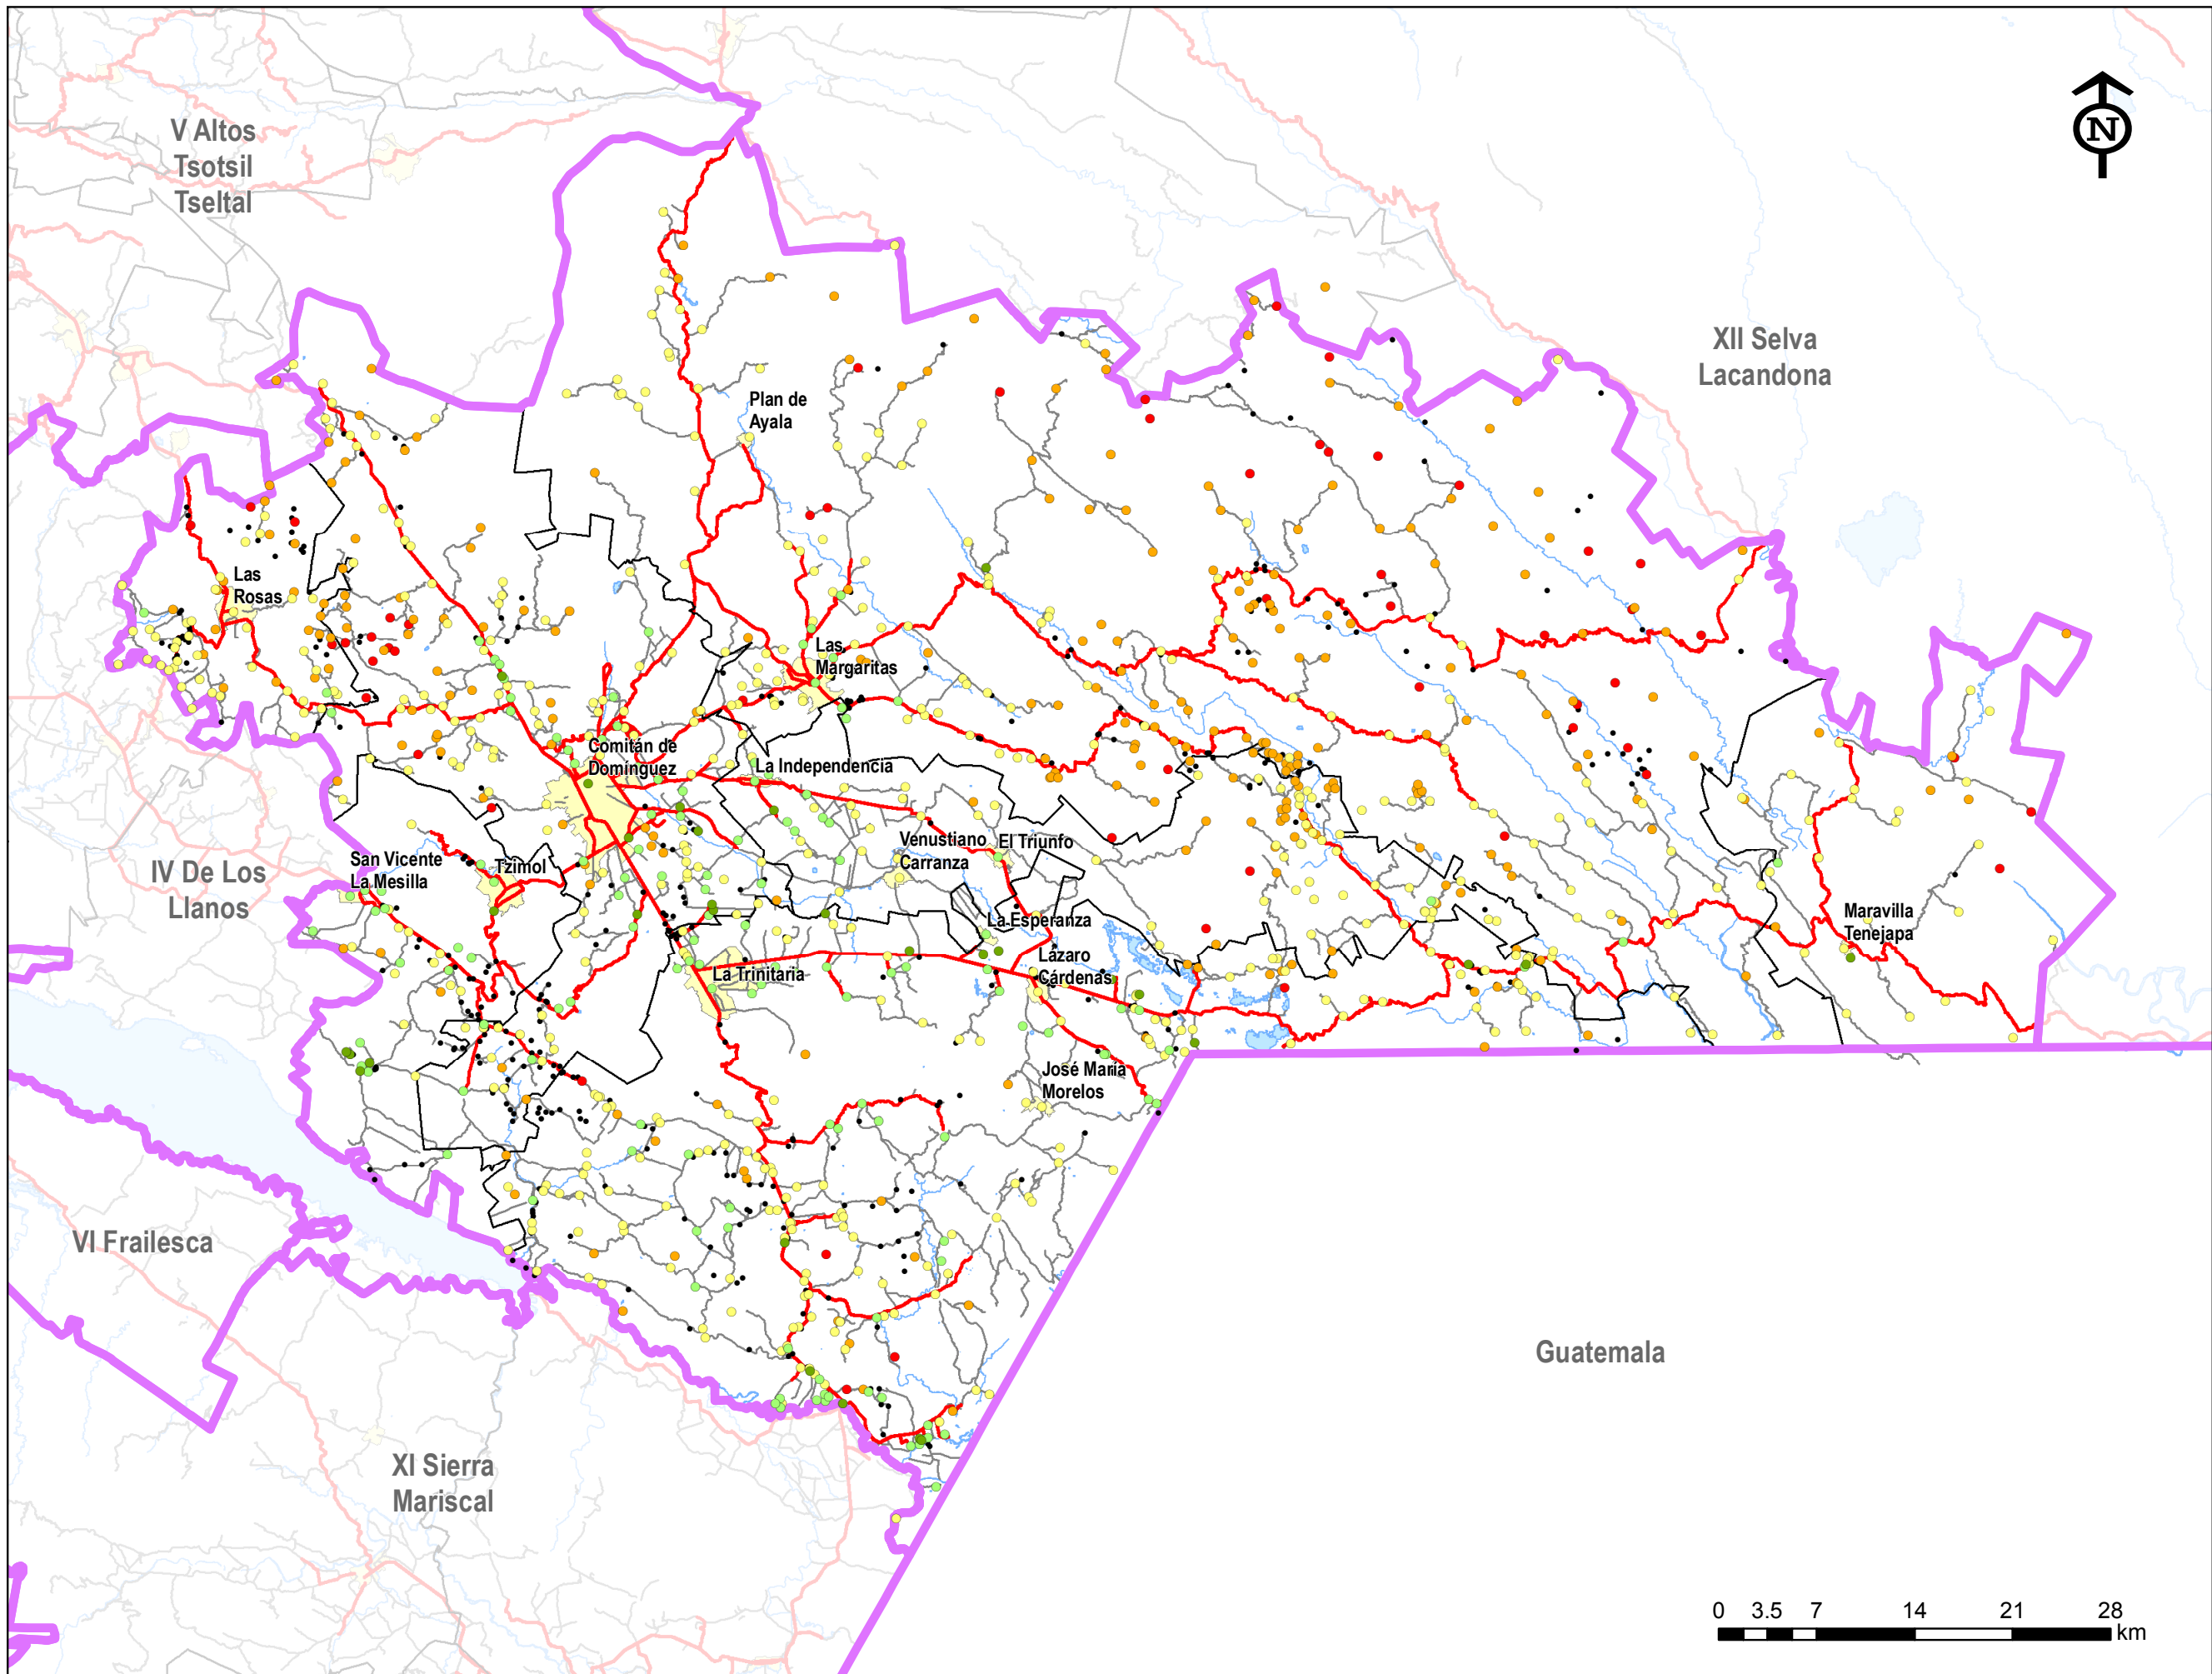 V Altos
Tsotsil
Tseltal
N
XII Selva
Lacandona
Plan de
Ayala
Las
Rosas
Las
Margaritas
Comitán de
Domínguez
La Independencia
Venustiano
Carranza
El Triunfo
San Vicente
La Mesilla
Tzimol
IV De Los
Llanos
La Esperanza
Maravilla
Tenejapa
Lázaro
Cárdenas
La Trinitaria
José María
Morelos
VI Frailesca
Guatemala
XI Sierra
Mariscal
0 3.5 7 14 21 28
km